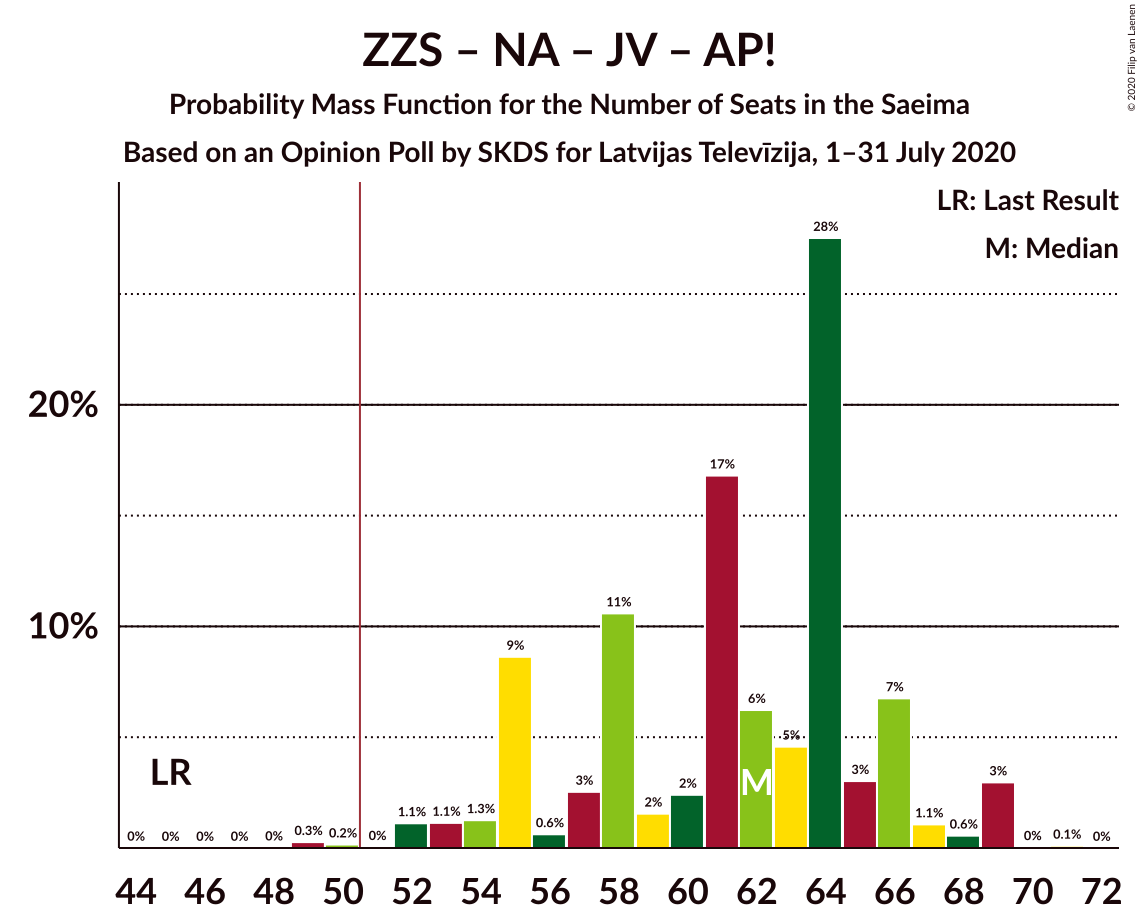 ZZS – NA – JV – AP!
Probability Mass Function for the Number of Seats in the Saeima
Based on an Opinion Poll by SKDS for Latvijas Televīzija, 1–31 July 2020
© 2020 Filip van Laenen
LR: Last Result
M: Median
28%
20%
17%
11%
10%
9%
7%
6%
5%
LR
M
0% 0% 0% 0% 0% 0.3% 0.2% 0% 1.1% 1.1% 1.3% 0.6% 3% 2% 2% 3% 1.1% 0.6% 3% 0% 0.1% 0%
44 46 48 50 52 54 56 58 60 62 64 66 68 70 72